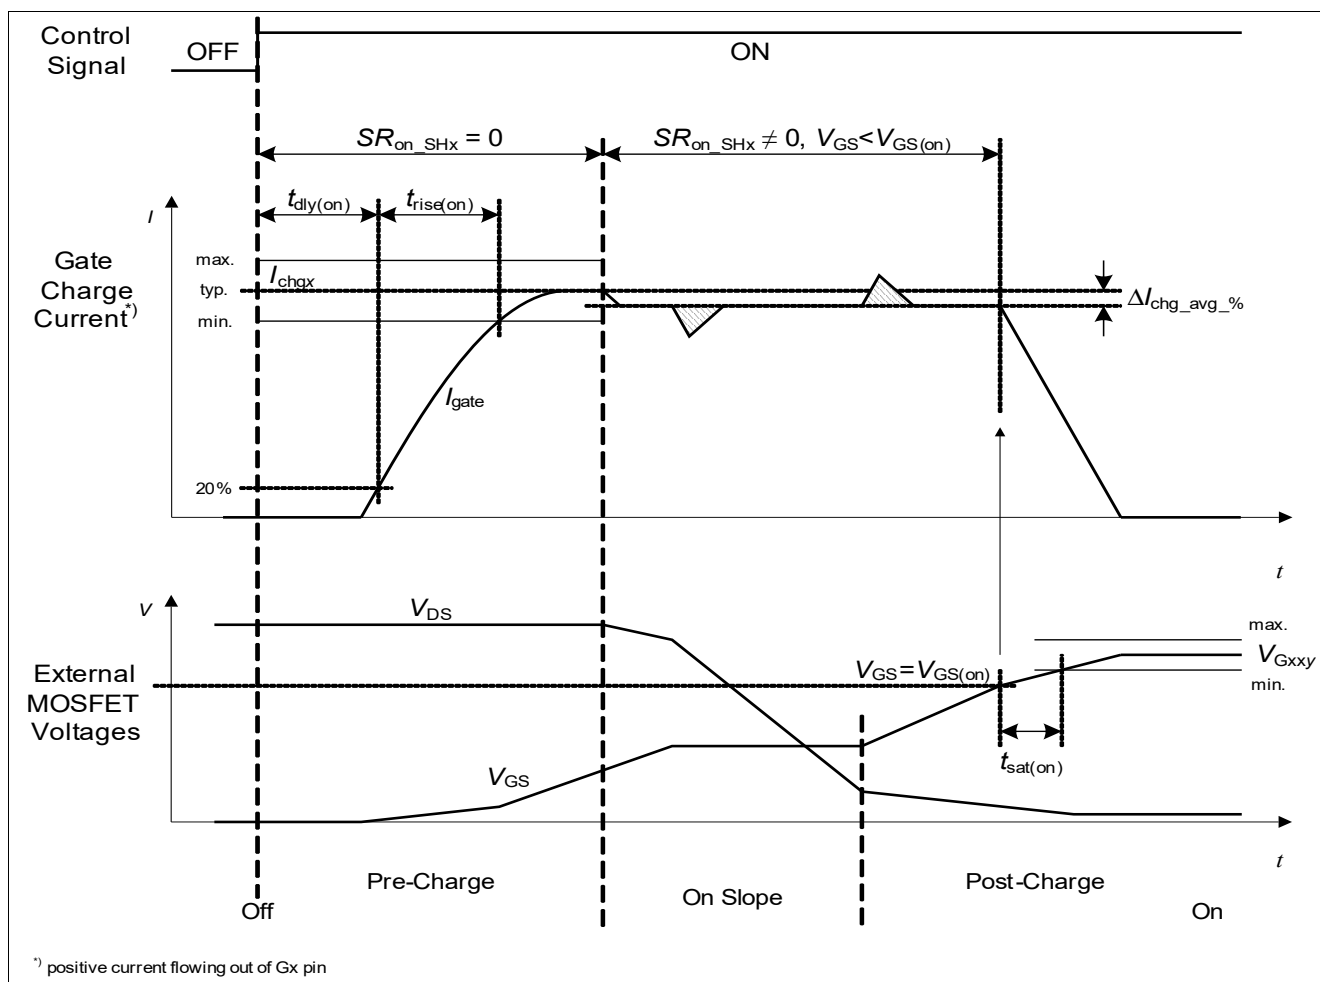 Control
Signal
OFF
ON
SRon_SHx = 0
SRon_SHx ≠ 0, VGS<VGS(on)
tdly(on)
trise(on)
I
Gate
Charge
Current*)
max.
typ.
min.
20%
Ichgx
Igate
ΔIchg_avg_%
t
V
External
MOSFET
Voltages
VDS
VGS
VGS=VGS(on)
max.
VGxxy
min.
tsat(on)
t
Pre-Charge
On Slope
Post-Charge
Off
On
*) positive current flowing out of Gx pin